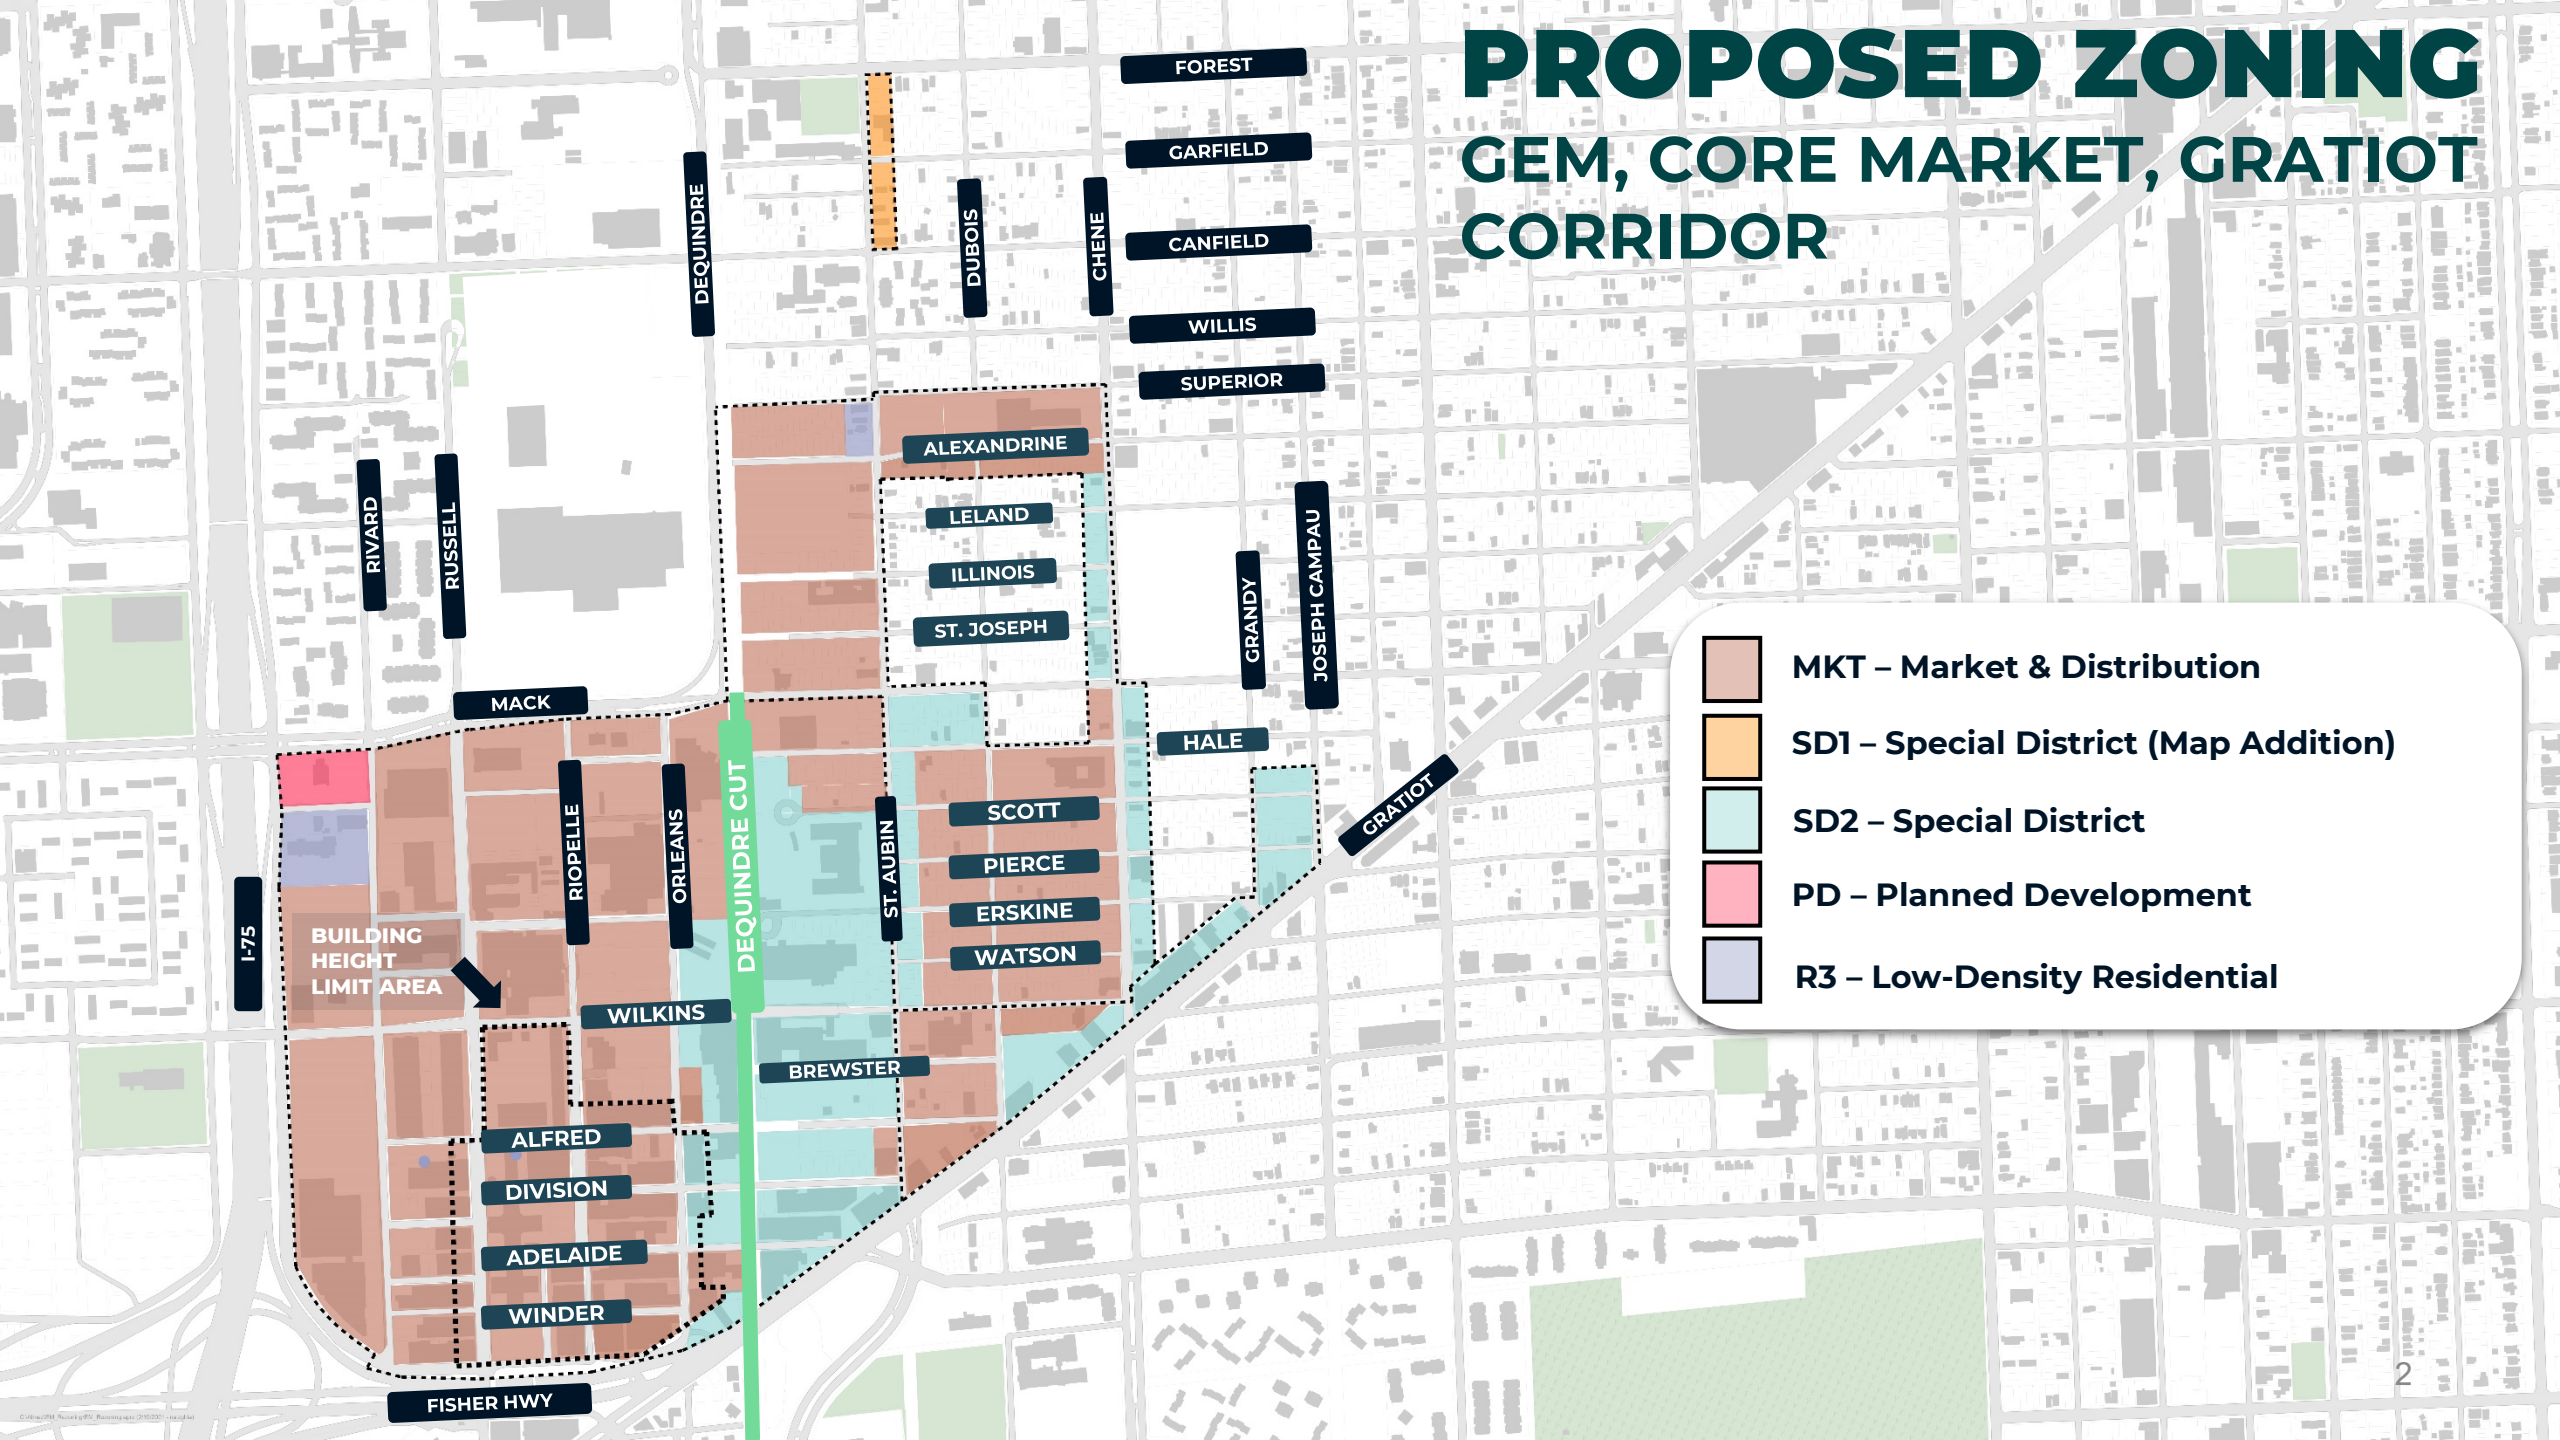 PROPOSED ZONING
GEM, CORE MARKET, GRATIOT
CORRIDOR
FOREST
GARFIELD
CANFIELD
WILLIS
SUPERIOR
DEQUINDRE
DUBOIS
CHENE
ALEXANDRINE
LELAND
ILLINOIS
ST. JOSEPH
RIVARD
RUSSELL
GRANDY
JOSEPH CAMPAU
MACK
HALE
GRATIOT
RIOPELLE
ORLEANS
DEQUINDRE CUT
ST. AUBIN
SCOTT
PIERCE
ERSKINE
WATSON
I-75
BUILDING
HEIGHT
LIMIT AREA
WILKINS
BREWSTER
ALFRED
DIVISION
ADELAIDE
WINDER
FISHER HWY
MKT – Market & Distribution
SD1 – Special District (Map Addition)
SD2 – Special District
PD – Planned Development
R3 – Low-Density Residential
2